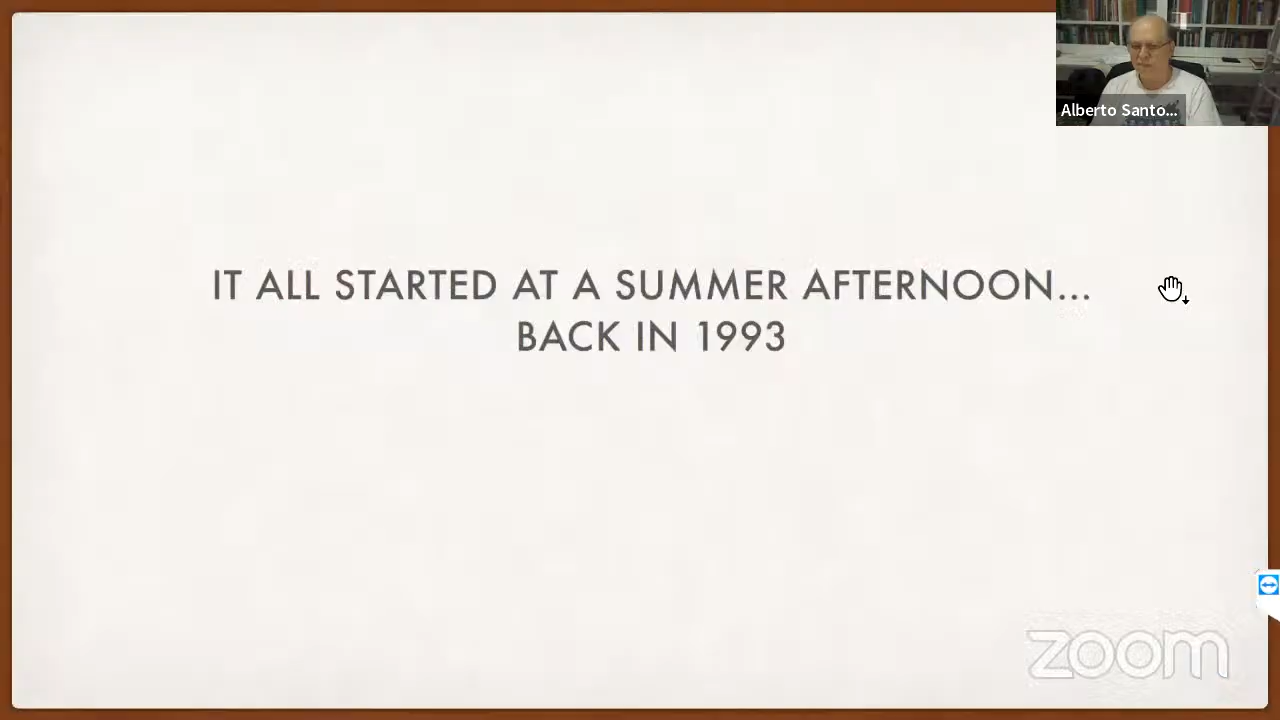 Alberto Santo...
IT ALL STARTED AT A SUMMER AFTERNOON...
BACK IN 1993
zoom